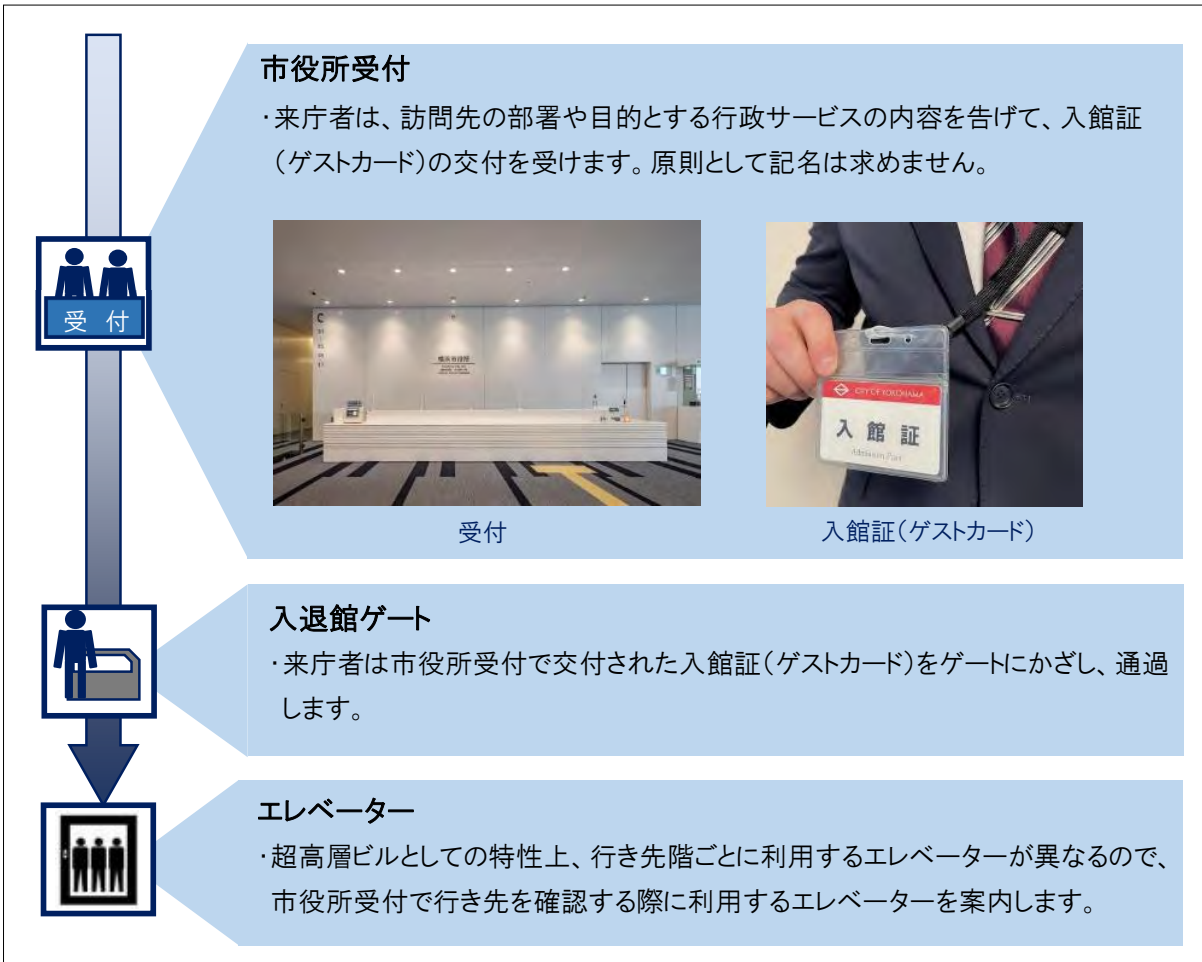 市役所受付
・来庁者は、訪問先の部署や目的とする行政サービスの内容を告げて、入館証
（ゲストカード）の交付を受けます。原則として記名は求めません。
受 付
C
横浜市役所
CITY OF YOKOHAMA
入 館 証
Admission Pass
受付
入館証（ゲストカード）
入退館ゲート
・来庁者は市役所受付で交付された入館証（ゲストカード）をゲートにかざし、通過
します。
エレベーター
・超高層ビルとしての特性上、行き先階ごとに利用するエレベーターが異なるので、
市役所受付で行き先を確認する際に利用するエレベーターを案内します。